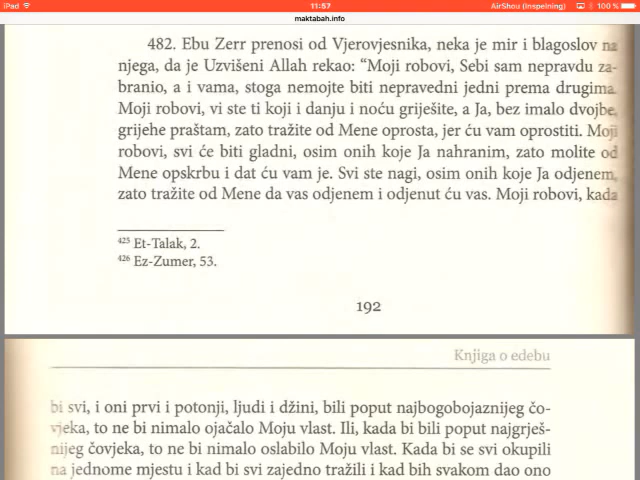 iPad 11:57 AirShou (Inspelning) 100 %
maktabah.info
482. Ebu Zerr prenosi od Vjerovjesnika, neka je mir i blagoslov na
njega, da je Uzvišeni Allah rekao: “Moji robovi, Sebi sam nepravdu za-
branio, a i vama, stoga nemojte biti nepravedni jedni prema drugima.
Moji robovi, vi ste ti koji i danju i noću griješite, a Ja, bez imalo dvojbe,
grijehe praštam, zato tražite od Mene oprosta, jer ću vam oprostiti. Moji
robovi, svi će biti gladni, osim onih koje Ja nahranim, zato molite od
Mene opskrbu i dat ću vam je. Svi ste nagi, osim onih koje Ja odjenem,
zato tražite od Mene da vas odjenem i odjenut ću vas. Moji robovi, kada
425 Et-Talak, 2.
426 Ez-Zumer, 53.
192
Knjiga o edebu
bi svi, i oni prvi i potonji, ljudi i džini, bili poput najbogobojaznijeg čo-
vjeka, to ne bi nimalo ojačalo Moju vlast. Ili, kada bi bili poput najgrješ-
nijeg čovjeka, to ne bi nimalo oslabilo Moju vlast. Kada bi se svi okupili
na jednome mjestu i kad bi svi zajedno tražili i kad bih svakom dao ono